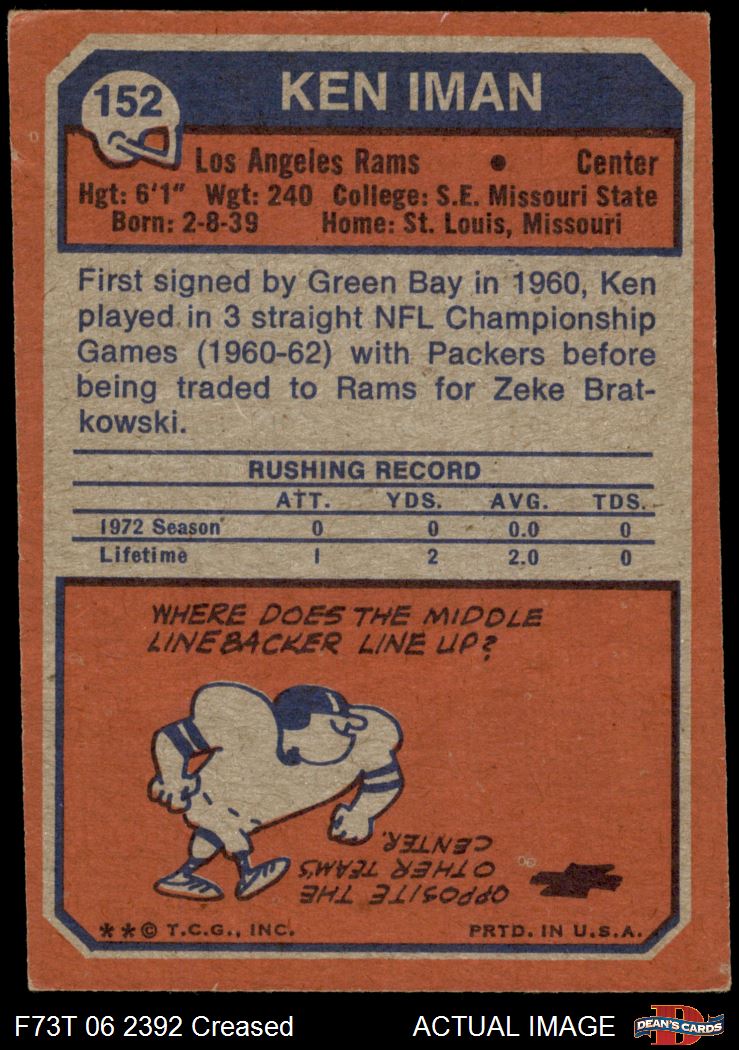 152
KEN IMAN
Los Angeles Rams • Center
Hgt: 6'1" Wgt: 240 College: S.E. Missouri State
Born: 2-8-39 Home: St. Louis, Missouri
First signed by Green Bay in 1960, Ken
played in 3 straight NFL Championship
Games (1960-62) with Packers before
being traded to Rams for Zeke Brat-
kowski.
RUSHING RECORD
ATT. YDS. AVG. TDS.
1972 Season 0 0 0.0 0
Lifetime 1 2 2.0 0
WHERE DOES THE MIDDLE
LINEBACKER LINE UP?
OPPOSITE THE
OTHER TEAM'S
CENTER.
**© T.C.G., INC. PRTD. IN U.S.A.
F73T 06 2392 Creased ACTUAL IMAGE
DEAN'S CARDS